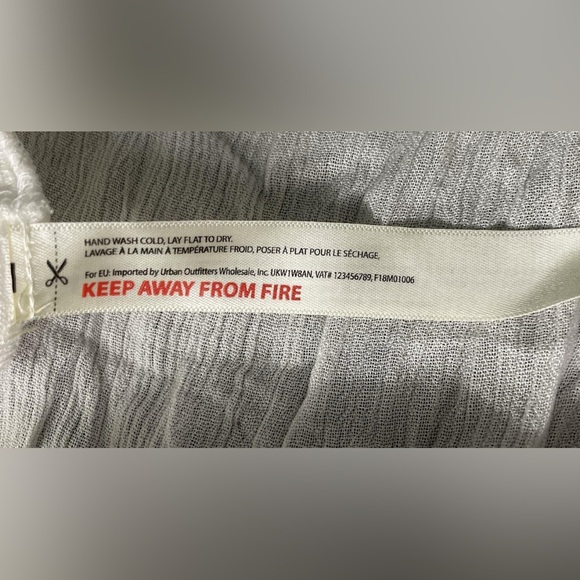 HAND WASH COLD, LAY FLAT TO DRY.
LAVAGE À LA MAIN À TEMPÉRATURE FROID, POSER À PLAT POUR LE SÉCHAGE.
For EU: Imported by Urban Outfitters Wholesale, Inc. UKW1W8AN, VAT# 123456789, F18M01006
KEEP AWAY FROM FIRE